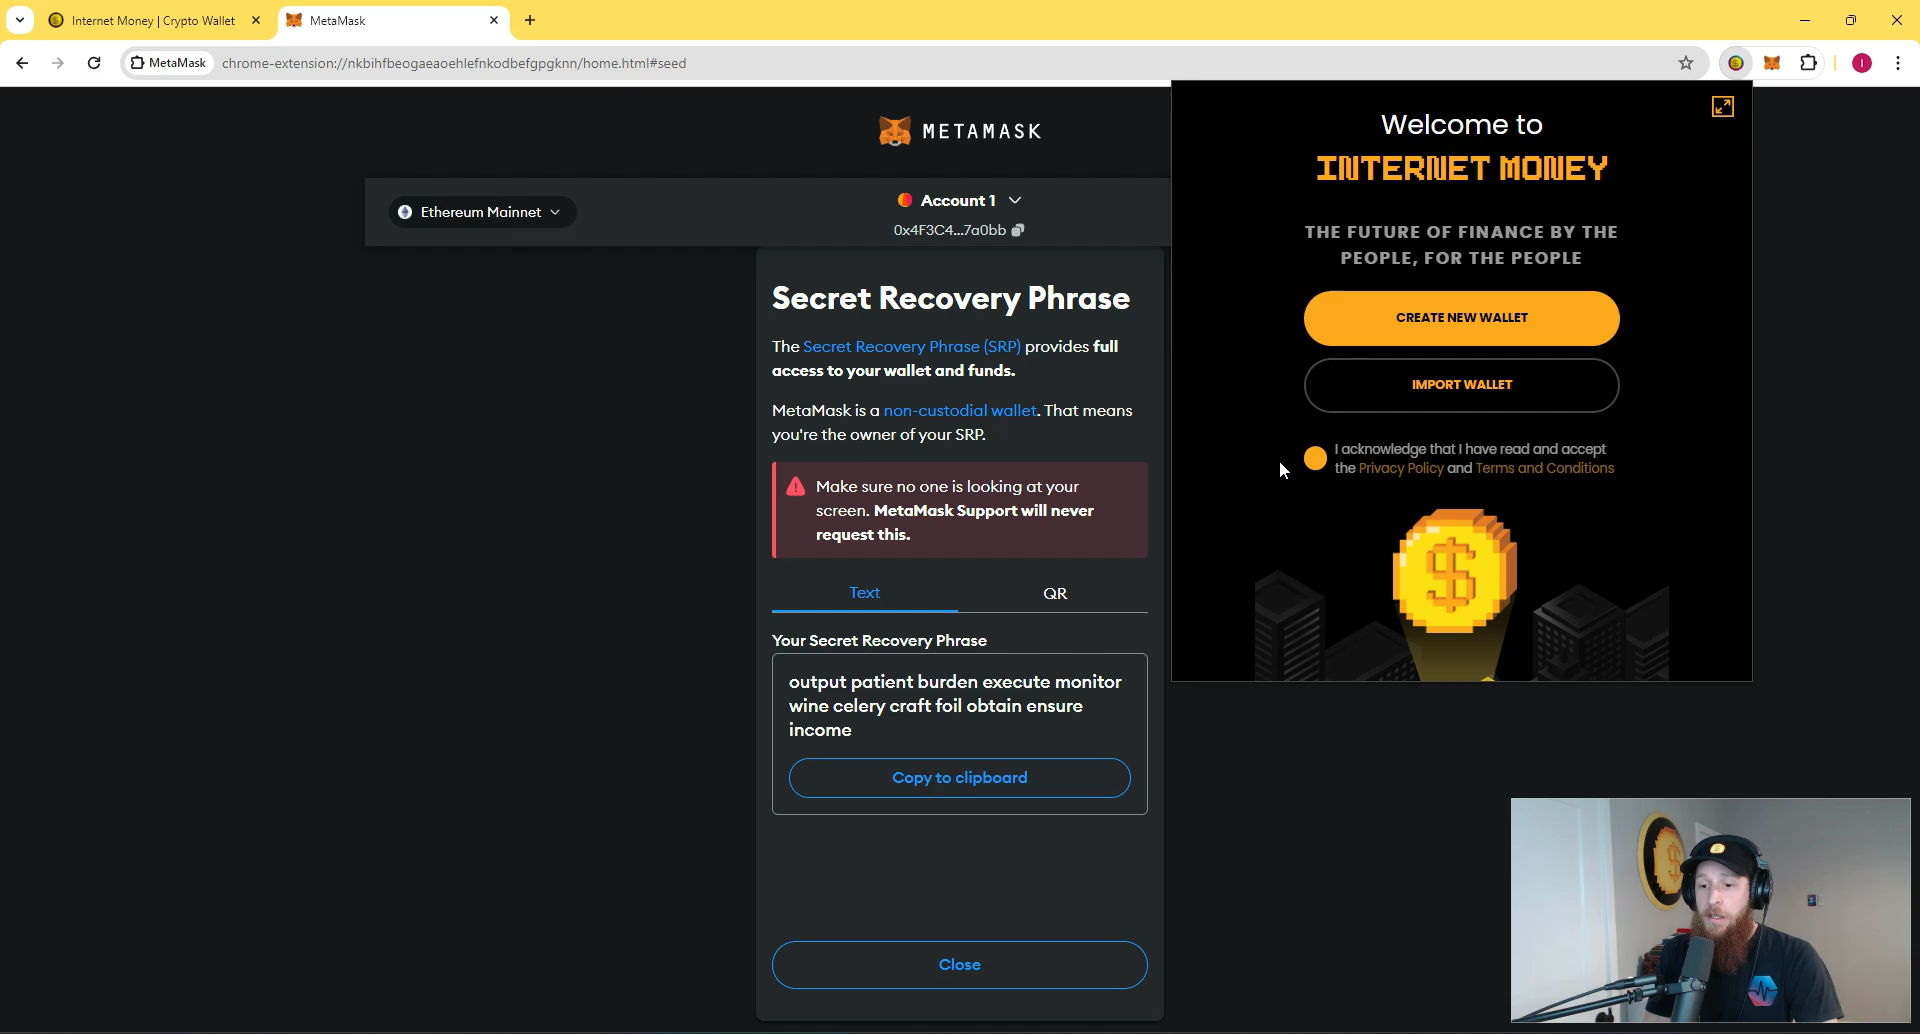 Internet Money | Crypto Wallet
MetaMask
MetaMask
chrome-extension://nkbihfbeogaeaoehlefnkodbefgpgknn/home.html#seed
I
METAMASK
Ethereum Mainnet
Account 1
0x4F3C4...7a0bb
Secret Recovery Phrase
The Secret Recovery Phrase (SRP) provides full
access to your wallet and funds.
MetaMask is a non-custodial wallet. That means
you're the owner of your SRP.
Make sure no one is looking at your
screen. MetaMask Support will never
request this.
Text
QR
Your Secret Recovery Phrase
output patient burden execute monitor
wine celery craft foil obtain ensure
income
Copy to clipboard
Close
Welcome to
INTERNET MONEY
THE FUTURE OF FINANCE BY THE
PEOPLE, FOR THE PEOPLE
CREATE NEW WALLET
IMPORT WALLET
I acknowledge that I have read and accept
the Privacy Policy and Terms and Conditions